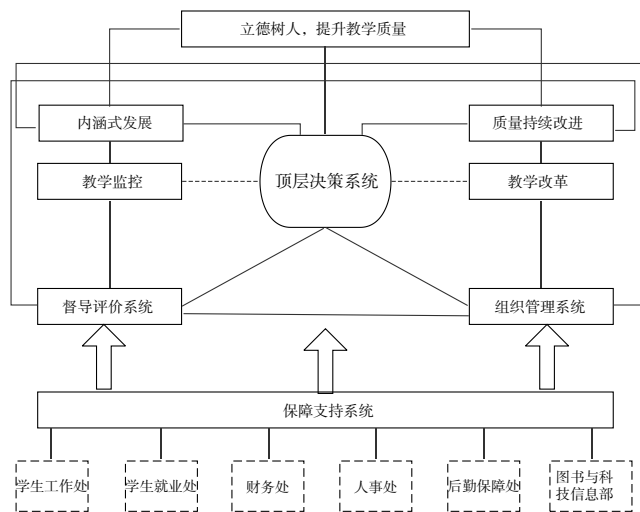 立德树人，提升教学质量
内涵式发展
质量持续改进
教学监控
顶层决策系统
教学改革
督导评价系统
组织管理系统
保障支持系统
学生工作处
学生就业处
财务处
人事处
后勤保障处
图书与科
技信息部